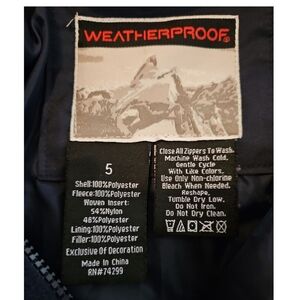 WEATHERPROOF®
5
Shell:100%Polyester
Fleece:100%Polyester
Woven Insert:
54%Nylon
46%Polyester
Lining:100%Polyester
Filler:100%Polyester
Exclusive Of Decoration
Made In China
RN#74299
Close All Zippers To Wash.
Machine Wash Cold,
Gentle Cycle
With Like Colors.
Use Only Non-chlorine
Bleach When Needed.
Reshape,
Tumble Dry Low.
Do Not Iron.
Do Not Dry Clean.